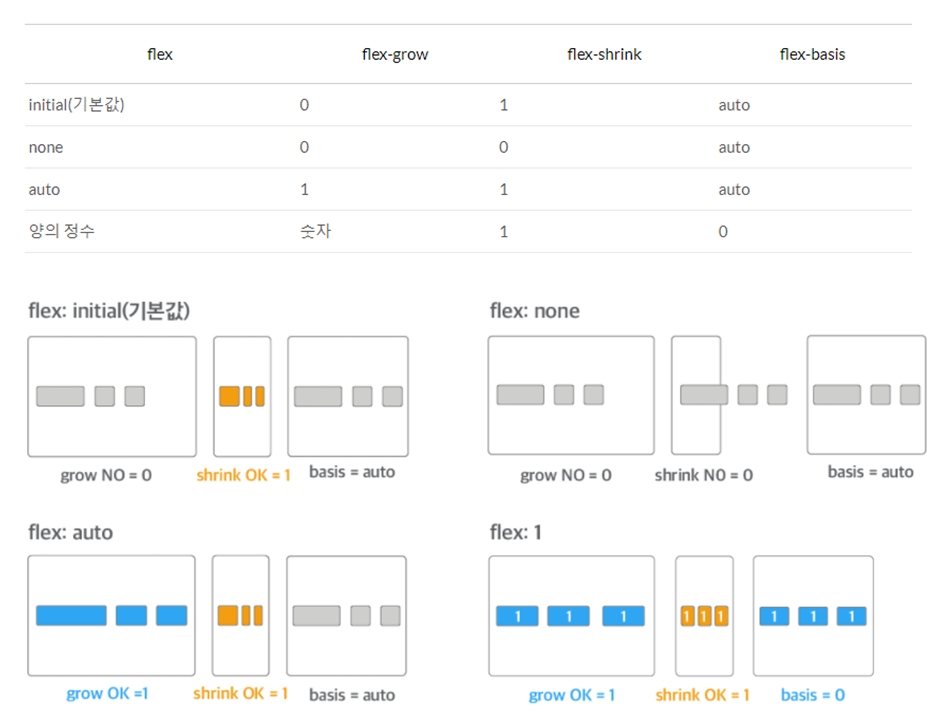 flex flex-grow flex-shrink flex-basis
initial(기본값) 0 1 auto
none 0 0 auto
auto 1 1 auto
양의 정수 숫자 1 0
flex: initial(기본값) flex: none
grow NO = 0 shrink OK = 1 basis = auto grow NO = 0 shrink NO = 0 basis = auto
flex: auto flex: 1
1 1 1 1 1 1 1 1 1
grow OK =1 shrink OK = 1 basis = auto grow OK = 1 shrink OK = 1 basis = 0